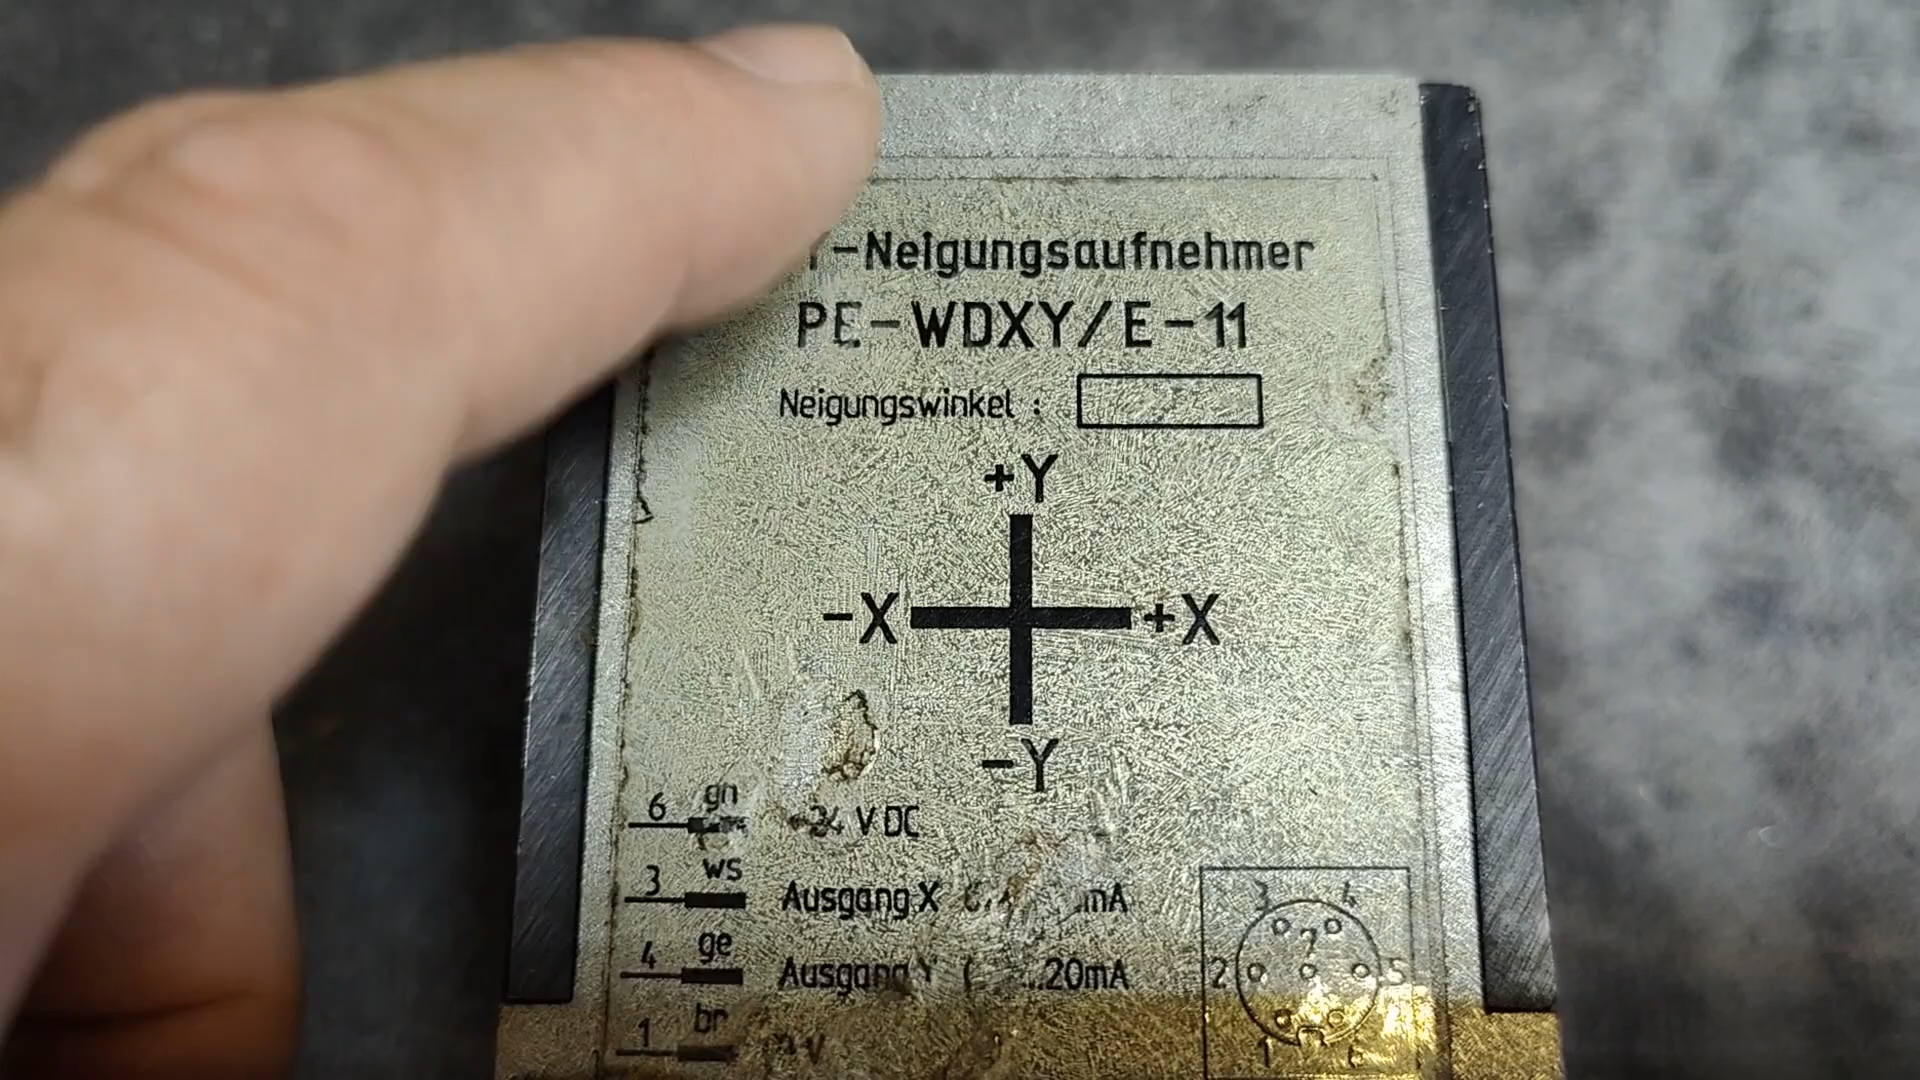 -Neigungsaufnehmer
PE-WDXY/E-11
Neigungswinkel :
+Y
-X +X
-Y
6 gn V DC
3 ws Ausgang X mA
4 ge Ausgang Y ...20mA
1 br V
3 4
7
2 5
1 6